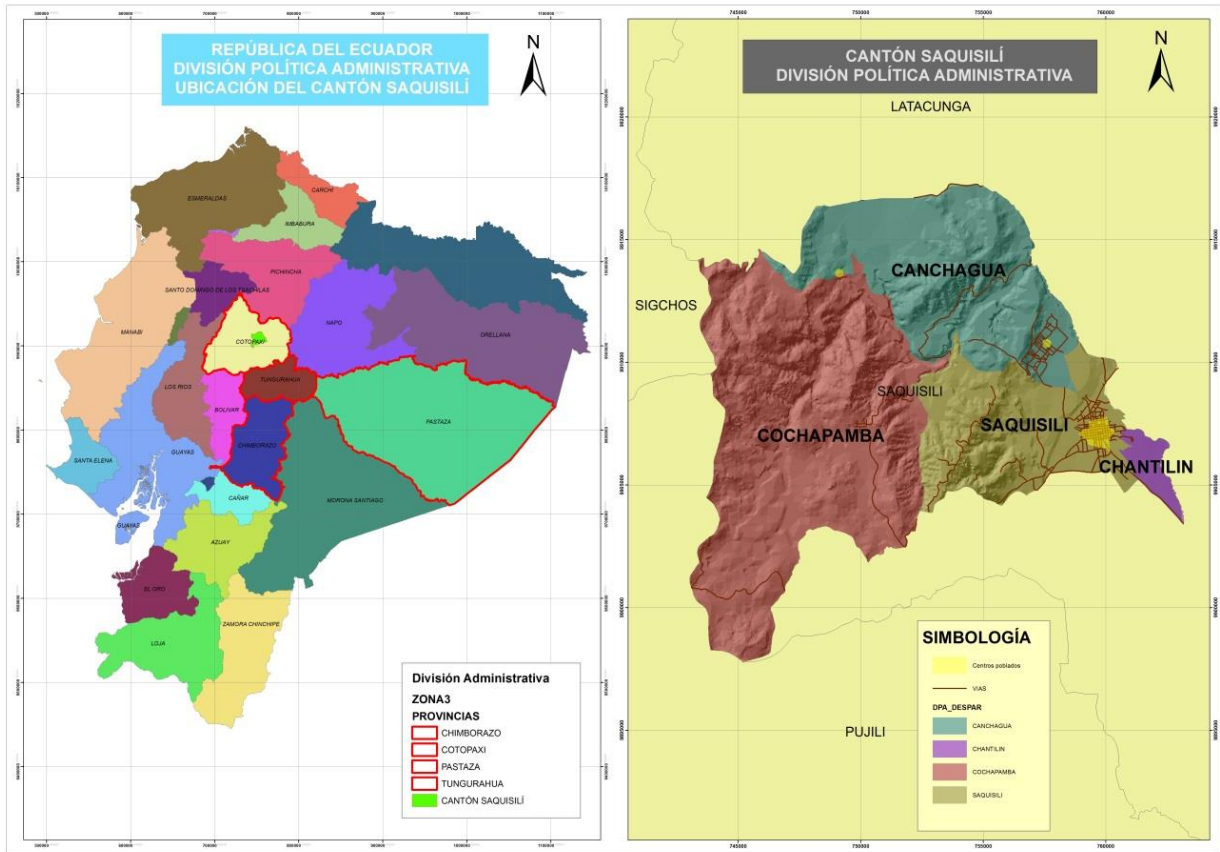 REPÚBLICA DEL ECUADOR
DIVISIÓN POLÍTICA ADMINISTRATIVA
UBICACIÓN DEL CANTÓN SAQUISILÍ
N
ESMERALDAS
CARCHI
IMBABURA
PICHINCHA
SANTO DOMINGO DE LOS TSACHILAS
MANABI
NAPO
ORELLANA
COTOPAXI
TUNGURAHUA
LOS RIOS
BOLIVAR
PASTAZA
CHIMBORAZO
SANTA ELENA
GUAYAS
CAÑAR
MORONA SANTIAGO
GUAYAS
AZUAY
EL ORO
ZAMORA CHINCHIPE
LOJA
División Administrativa
ZONA3
PROVINCIAS
CHIMBORAZO
COTOPAXI
PASTAZA
TUNGURAHUA
CANTÓN SAQUISILÍ
745000 750000 755000 760000
CANTÓN SAQUISILÍ
DIVISIÓN POLÍTICA ADMINISTRATIVA
N
LATACUNGA
CANCHAGUA
SIGCHOS
SAQUISILI
SAQUISILI
COCHAPAMBA
CHANTILIN
PUJILI
SIMBOLOGÍA
Centros poblados
VIAS
DPA_DESPAR
CANCHAGUA
CHANTILIN
COCHAPAMBA
SAQUISILI
745000 750000 755000 760000